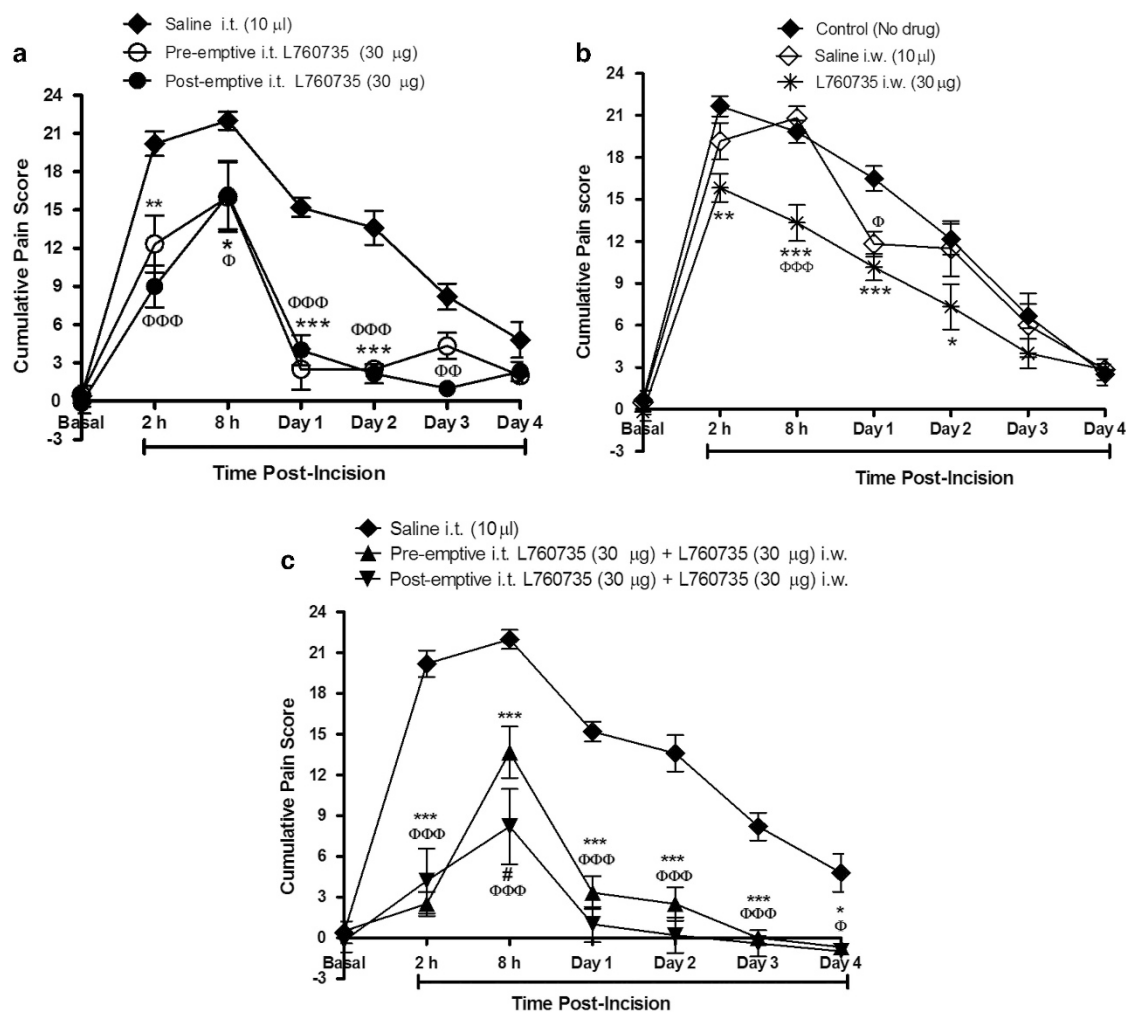 a
Saline i.t. (10 µl)
Pre-emptive i.t. L760735 (30 µg)
Post-emptive i.t. L760735 (30 µg)
24
21
18
15
12
9
6
3
0
-3
Cumulative Pain Score
**
ΦΦΦ
*
Φ
ΦΦΦ
***
ΦΦΦ
***
ΦΦ
Basal 2 h 8 h Day 1 Day 2 Day 3 Day 4
Time Post-Incision
b
Control (No drug)
Saline i.w. (10 µl)
L760735 i.w. (30 µg)
24
21
18
15
12
9
6
3
0
-3
Cumulative Pain score
**
***
ΦΦΦ
Φ
***
*
Basal 2 h 8 h Day 1 Day 2 Day 3 Day 4
Time Post-Incision
c
Saline i.t. (10 µl)
Pre-emptive i.t. L760735 (30 µg) + L760735 (30 µg) i.w.
Post-emptive i.t. L760735 (30 µg) + L760735 (30 µg) i.w.
24
21
18
15
12
9
6
3
0
-3
Cumulative Pain Score
***
ΦΦΦ
***
#
ΦΦΦ
***
ΦΦΦ
***
ΦΦΦ
***
ΦΦΦ
*
Φ
Basal 2 h 8 h Day 1 Day 2 Day 3 Day 4
Time Post-Incision